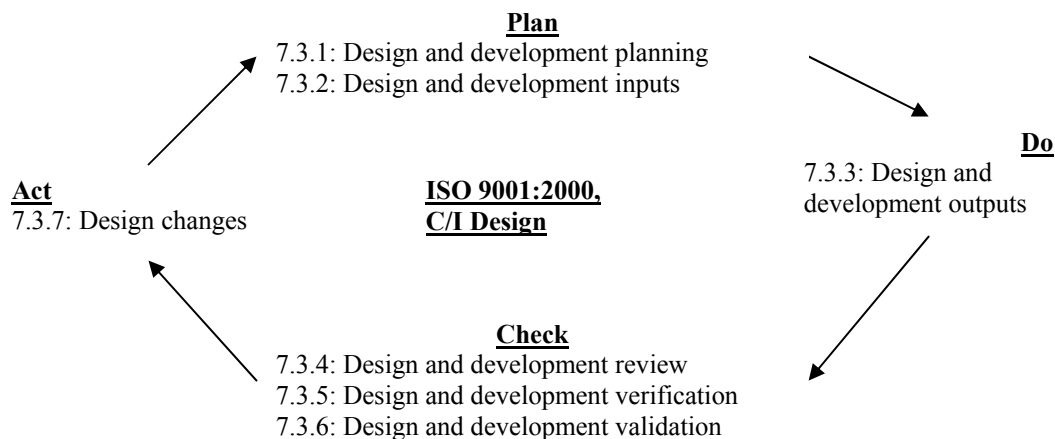 Plan
7.3.1: Design and development planning
7.3.2: Design and development inputs
Do
7.3.3: Design and
development outputs
Act
7.3.7: Design changes
ISO 9001:2000,
C/I Design
Check
7.3.4: Design and development review
7.3.5: Design and development verification
7.3.6: Design and development validation